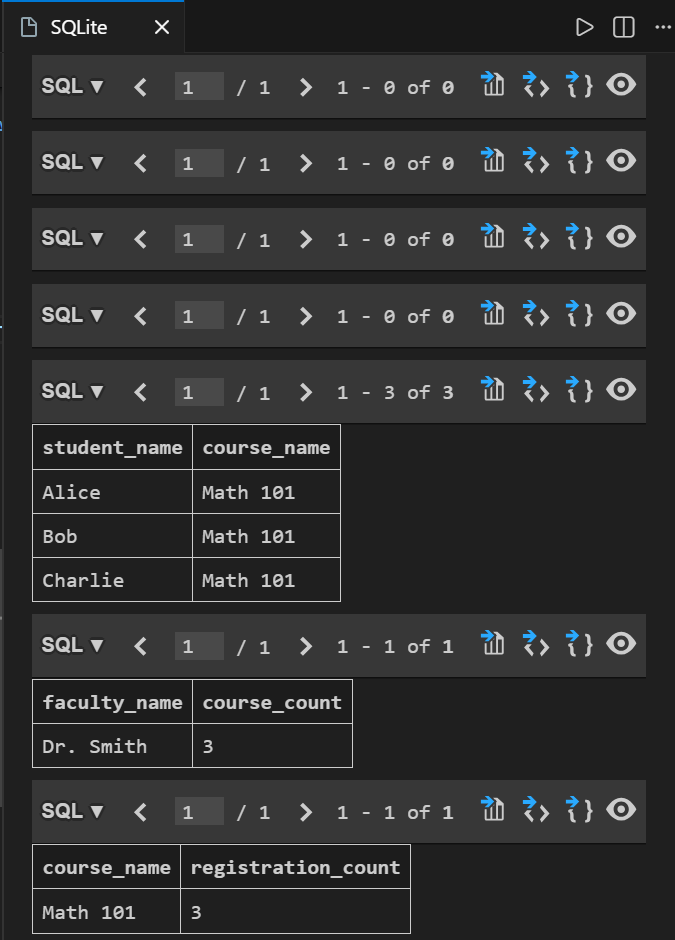 SQLite
SQL ▼ 1 / 1 1 - 0 of 0
SQL ▼ 1 / 1 1 - 0 of 0
SQL ▼ 1 / 1 1 - 0 of 0
SQL ▼ 1 / 1 1 - 0 of 0
SQL ▼ 1 / 1 1 - 3 of 3
student_name course_name
Alice Math 101
Bob Math 101
Charlie Math 101
SQL ▼ 1 / 1 1 - 1 of 1
faculty_name course_count
Dr. Smith 3
SQL ▼ 1 / 1 1 - 1 of 1
course_name registration_count
Math 101 3